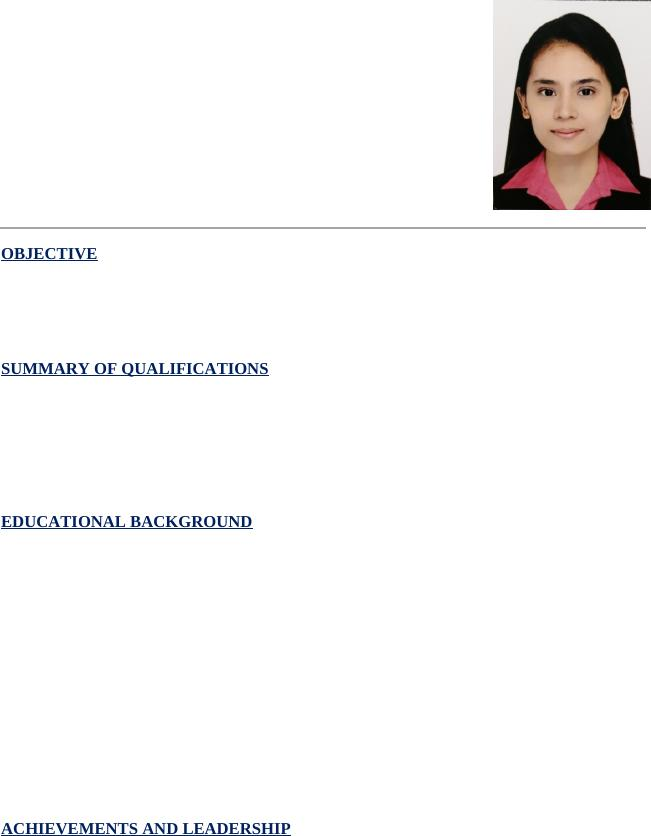 OBJECTIVE
SUMMARY OF QUALIFICATIONS
EDUCATIONAL BACKGROUND
ACHIEVEMENTS AND LEADERSHIP